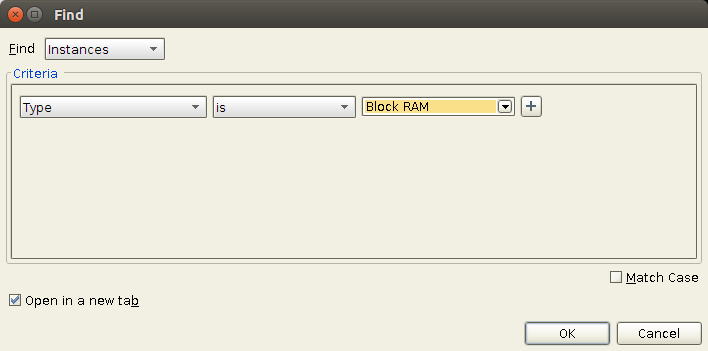 Find
Find Instances
Criteria
Type is Block RAM +
Match Case
Open in a new tab
OK Cancel